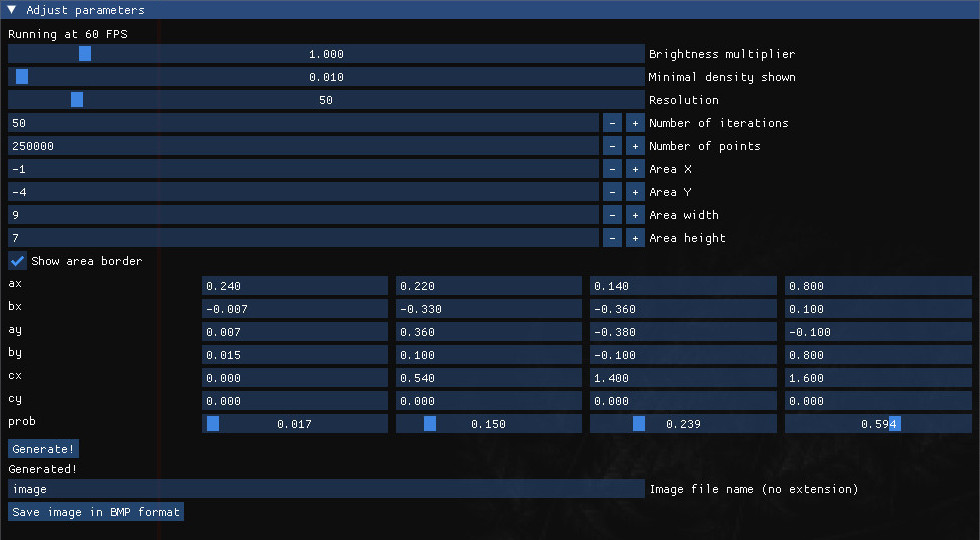 Adjust parameters
Running at 60 FPS
1.000 Brightness multiplier
0.010 Minimal density shown
50 Resolution
50 - + Number of iterations
250000 - + Number of points
-1 - + Area X
-4 - + Area Y
9 - + Area width
7 - + Area height
Show area border
ax 0.240 0.220 0.140 0.800
bx -0.007 -0.330 -0.360 0.100
ay 0.007 0.360 -0.380 -0.100
by 0.015 0.100 -0.100 0.800
cx 0.000 0.540 1.400 1.600
cy 0.000 0.000 0.000 0.000
prob 0.017 0.150 0.239 0.594
Generate!
Generated!
image Image file name (no extension)
Save image in BMP format